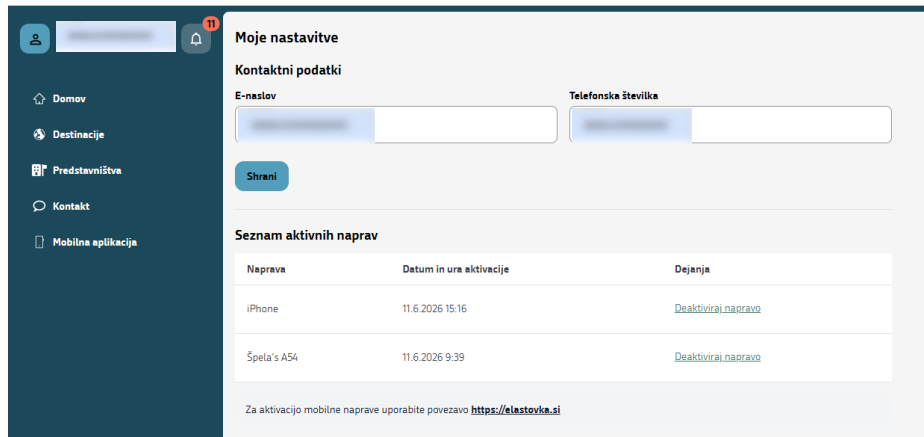 11
Moje nastavitve
Kontaktni podatki
E-naslov Telefonska številka
Shrani
Domov
Destinacije
Predstavništva
Kontakt
Mobilna aplikacija
Seznam aktivnih naprav
Naprava Datum in ura aktivacije Dejanja
iPhone 11.6.2026 15:16 Deaktiviraj napravo
Špela's A54 11.6.2026 9:39 Deaktiviraj napravo
Za aktivacijo mobilne naprave uporabite povezavo https://elastovka.si